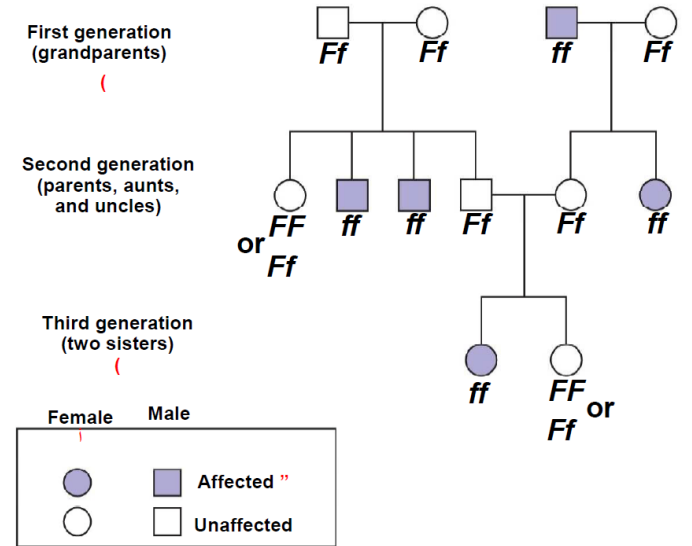 First generation
(grandparents)
(
Ff Ff ff Ff
Second generation
(parents, aunts,
and uncles)
FF ff ff Ff Ff ff
or
Ff
Third generation
(two sisters)
(
ff FF or
Ff
Female Male
Affected ”
Unaffected